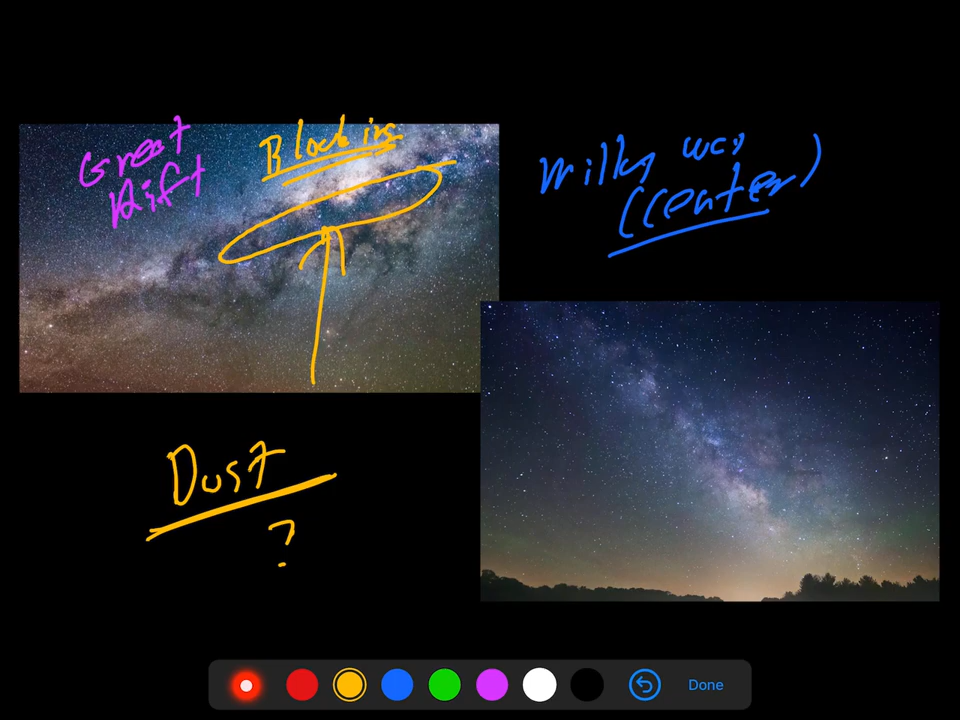 Great
Rift
Blocking
Milky way
(center)
Dust
?
Done